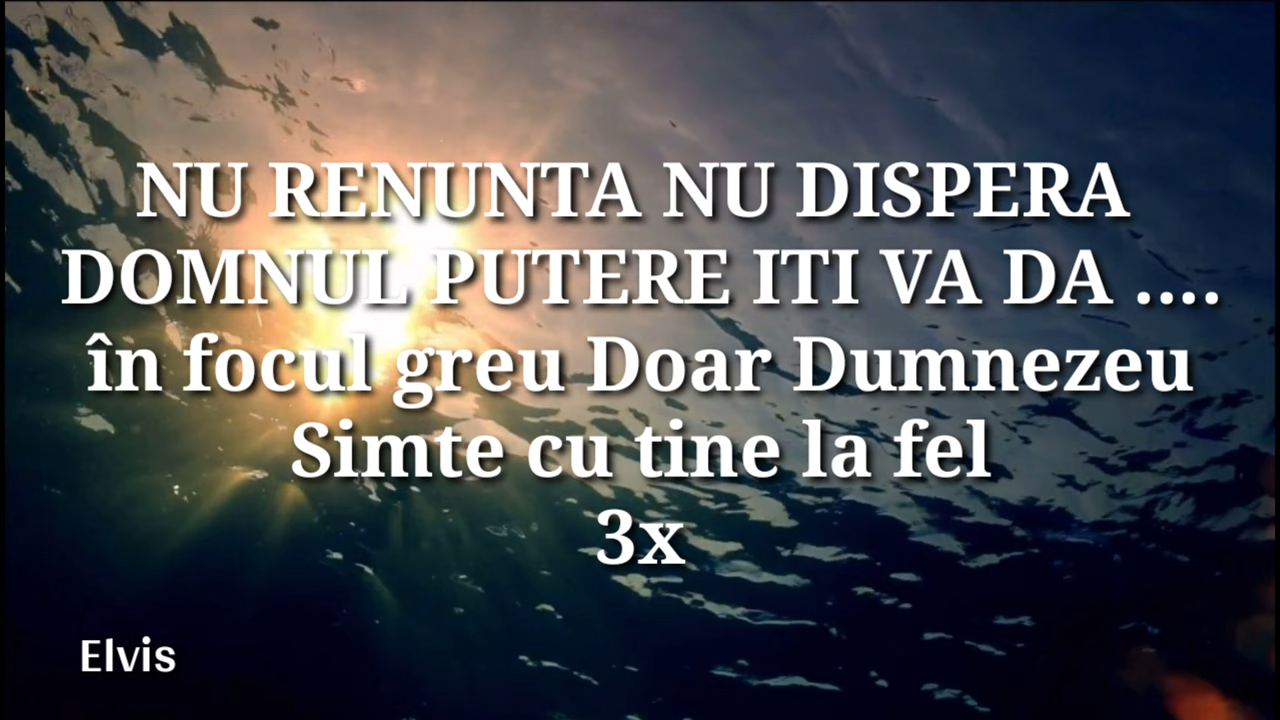 NU RENUNTA NU DISPERA
DOMNUL PUTERE ITI VA DA ....
în focul greu Doar Dumnezeu
Simte cu tine la fel
3x
Elvis